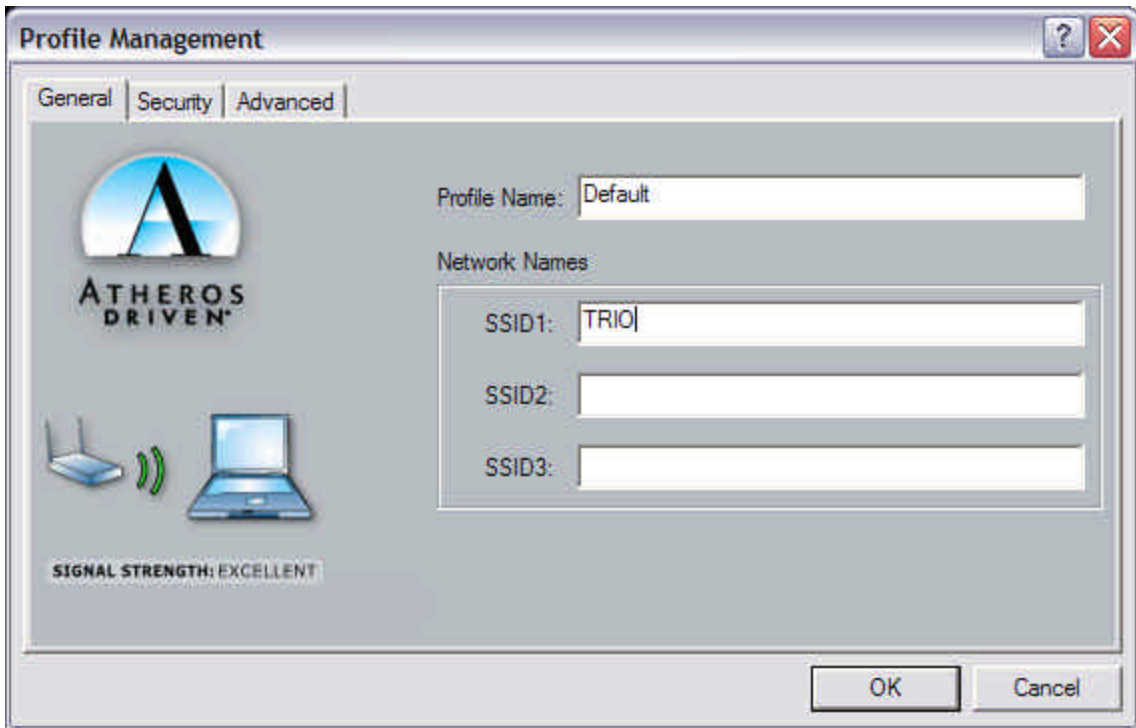 Profile Management
General Security Advanced
ATHEROS
DRIVEN
Profile Name: Default
Network Names
SSID1: TRIO
SSID2:
SSID3:
SIGNAL STRENGTH: EXCELLENT
OK Cancel